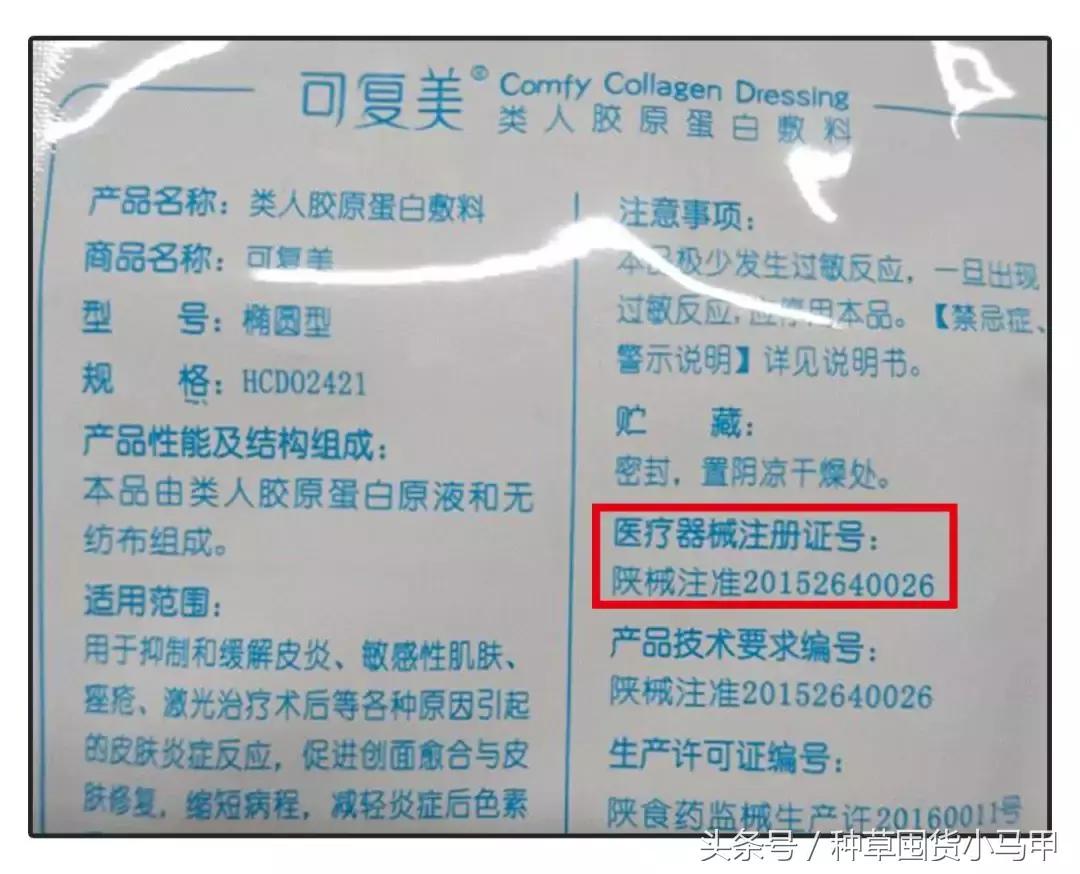 可复美® Comfy Collagen Dressing
类人胶原蛋白敷料
产品名称：类人胶原蛋白敷料
商品名称：可复美
型　号：椭圆型
规　格：HCD02421
产品性能及结构组成：
本品由类人胶原蛋白原液和无
纺布组成。
适用范围：
用于抑制和缓解皮炎、敏感性肌肤、
痤疮、激光治疗术后等各种原因引起
的皮肤炎症反应，促进创面愈合与皮
肤修复，缩短病程，减轻炎症后色素
注意事项：
本品极少发生过敏反应，一旦出现
过敏反应，应停用本品。【禁忌症、
警示说明】详见说明书。
贮　藏：
密封，置阴凉干燥处。
医疗器械注册证号：
陕械注准20152640026
产品技术要求编号：
陕械注准20152640026
生产许可证编号：
陕食药监械生产许20160011号
头条号 / 种草囤货小马甲